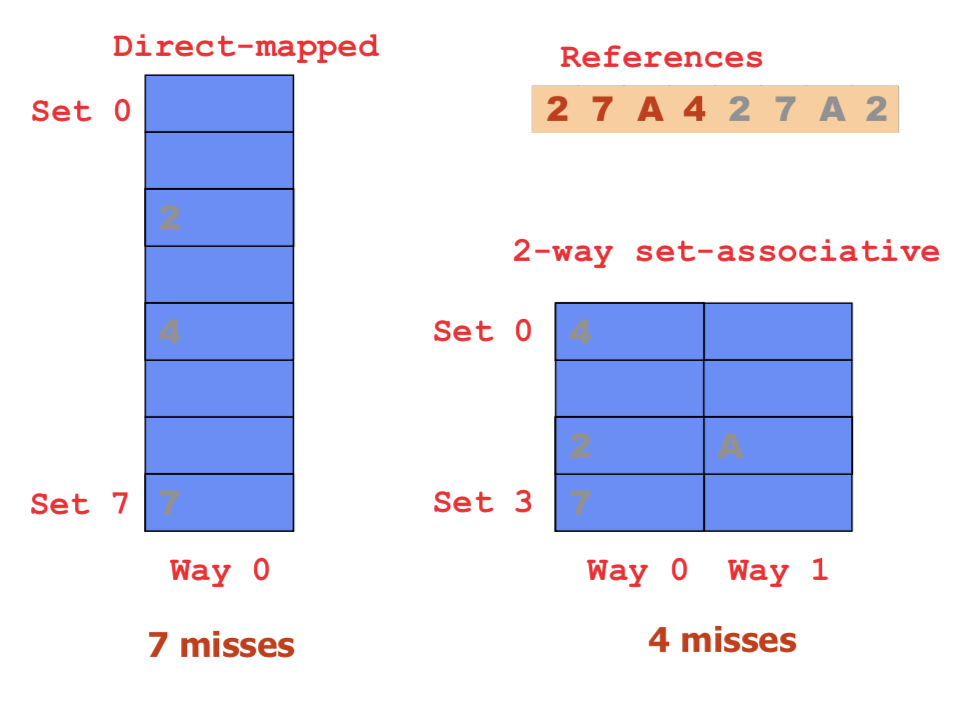 Direct-mapped
References
Set 0
2 7 A 4 2 7 A 2
2
2-way set-associative
4
Set 0
4
2 A
Set 7
7
Set 3
7
Way 0
Way 0 Way 1
7 misses
4 misses